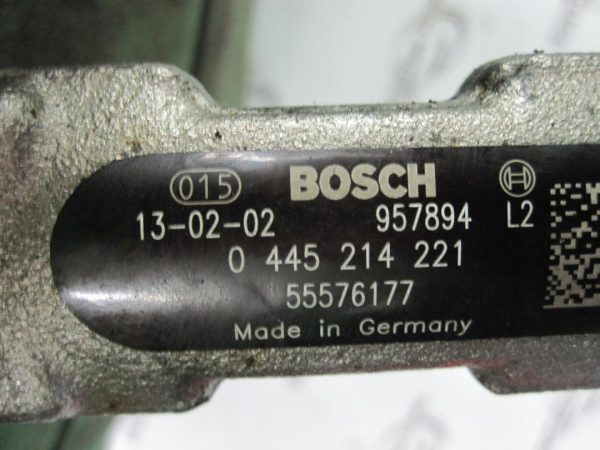 015 BOSCH
13-02-02 957894 L2
0 445 214 221
55576177
Made in Germany